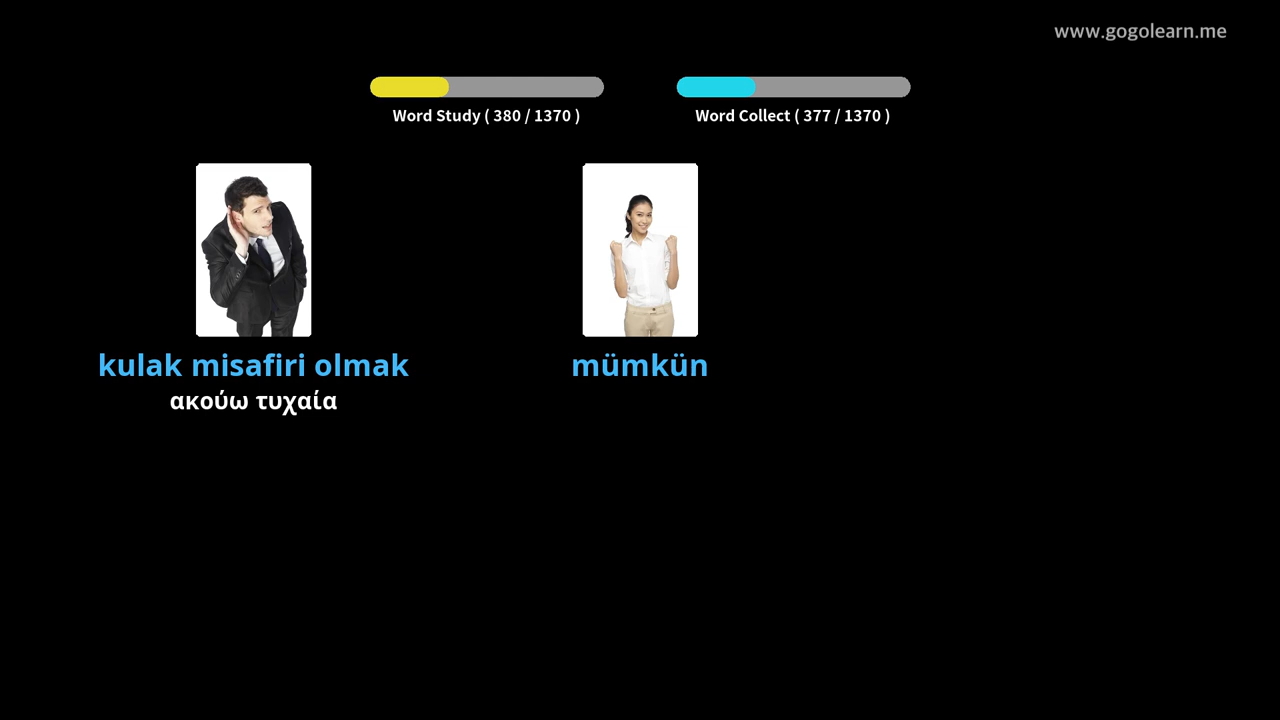 www.gogolearn.me
Word Study ( 380 / 1370 )
Word Collect ( 377 / 1370 )
kulak misafiri olmak
ακούω τυχαία
mümkün